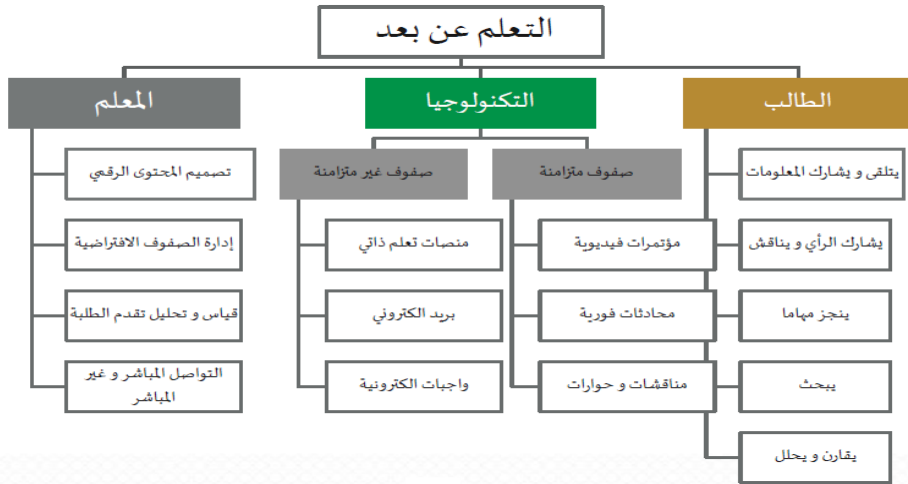 التعلم عن بعد
الطالب
يتلقى و يشارك المعلومات
يشارك الرأي و يناقش
ينجز مهاما
يبحث
يقارن و يحلل
التكنولوجيا
صفوف متزامنة
مؤتمرات فيديوية
محادثات فورية
مناقشات و حوارات
صفوف غير متزامنة
منصات تعلم ذاتي
بريد الكتروني
واجبات الكترونية
المعلم
تصميم المحتوى الرقمي
إدارة الصفوف الافتراضية
قياس و تحليل تقدم الطلبة
التواصل المباشر و غير
المباشر